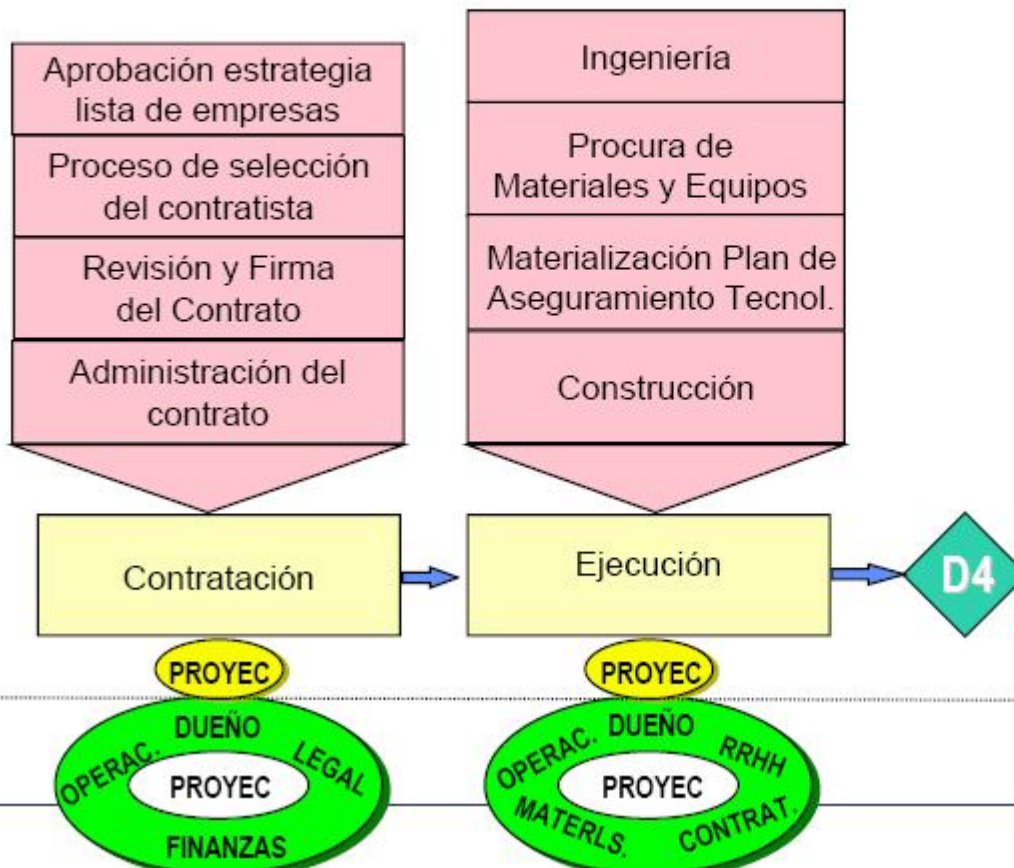 Aprobación estrategia
lista de empresas
Proceso de selección
del contratista
Revisión y Firma
del Contrato
Administración del
contrato
Ingeniería
Procura de
Materiales y Equipos
Materialización Plan de
Aseguramiento Tecnol.
Construcción
Contratación
Ejecución
D4
PROYEC
DUEÑO
OPERAC.
LEGAL
PROYEC
FINANZAS
PROYEC
DUEÑO
OPERAC.
RRHH
PROYEC
MATERLS.
CONTRAT.